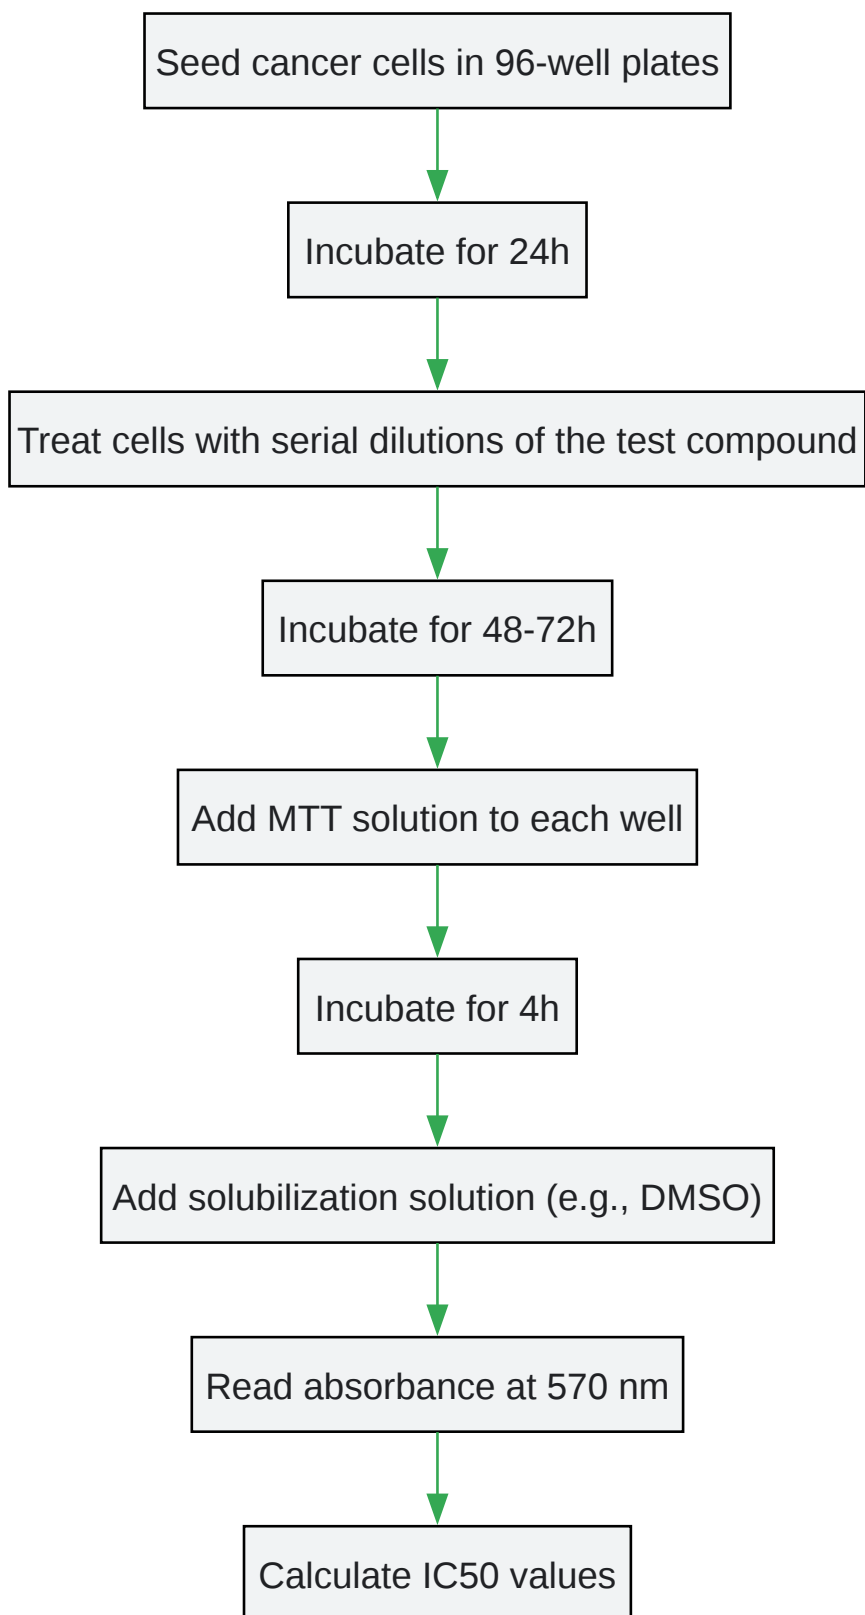 Seed cancer cells in 96-well plates
Incubate for 24h
Treat cells with serial dilutions of the test compound
Incubate for 48-72h
Add MTT solution to each well
Incubate for 4h
Add solubilization solution (e.g., DMSO)
Read absorbance at 570 nm
Calculate IC50 values